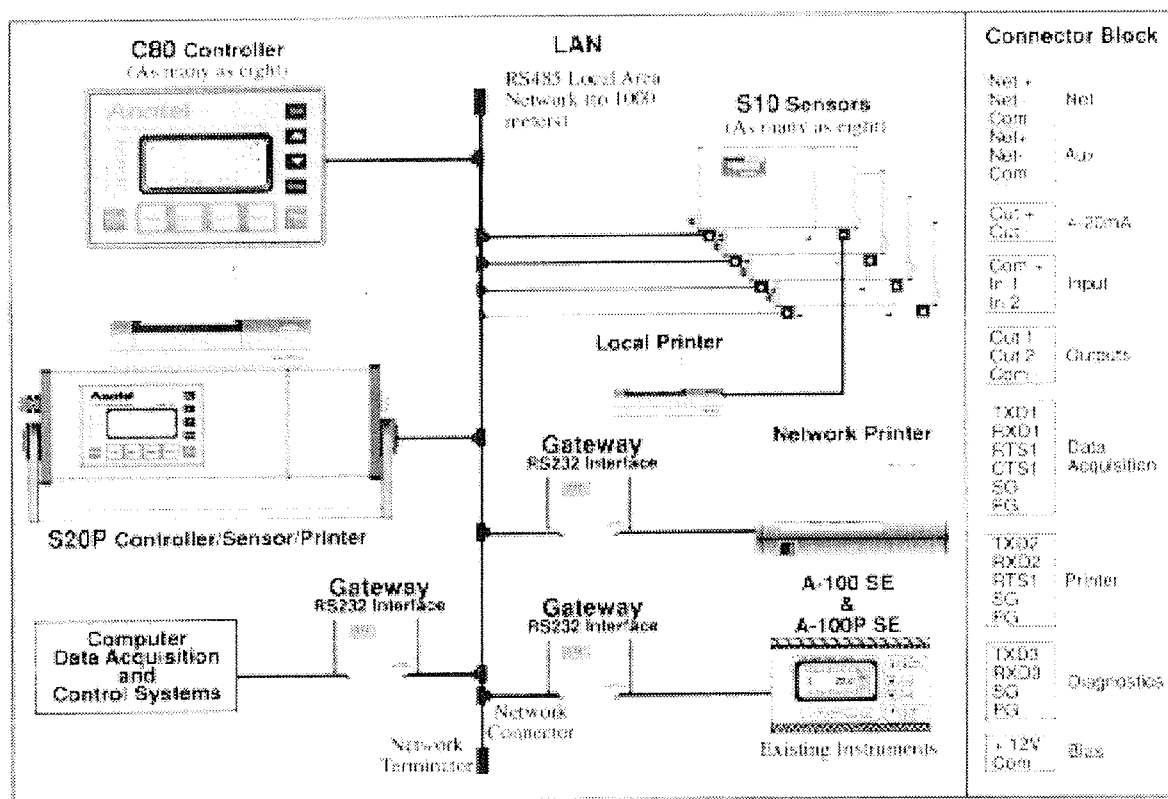 C80 Controller
(As many as eight)
Anatel
LAN
RS485 Local Area
Network (to 1000
meters)
S10 Sensors
(As many as eight)
Local Printer
Anatel
S20P Controller/Sensor/Printer
Gateway
RS232 Interface
Network Printer
Gateway
RS232 Interface
Computer
Data Acquisition
and
Control Systems
Gateway
RS232 Interface
A-100 SE
&
A-100P SE
Existing Instruments
Network
Connector
Network
Terminator
Connector Block
Net +
Net -
Com
Net
Net+
Net-
Com
Aux
Out +
Out -
4-20mA
Com +
In 1
In 2
Input
Out 1
Out 2
Com
Outputs
TXD1
RXD1
RTS1
CTS1
SG
PG
Data
Acquisition
TXD2
RXD2
RTS1
SG
PG
Printer
TXD3
RXD3
SG
PG
Diagnostics
+ 12V
Com
Bias